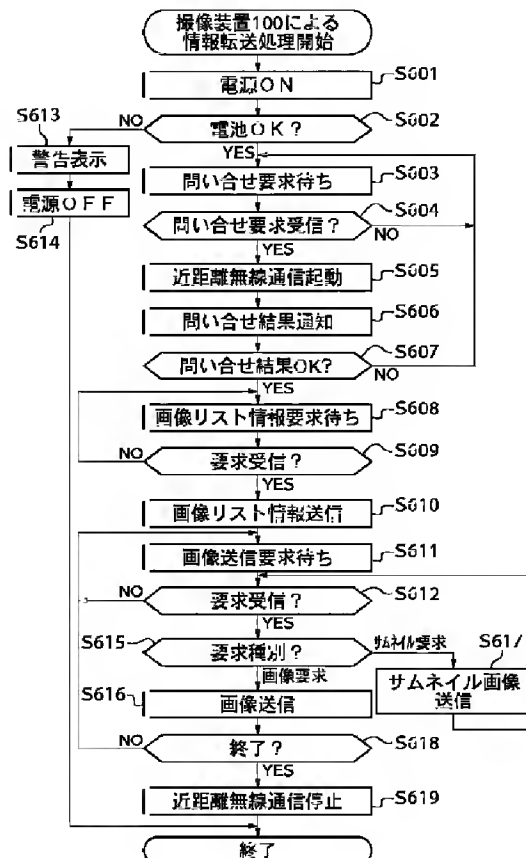 撮像装置100による
情報転送処理開始
S601
電源ON
S602
電池OK?
NO
S613
警告表示
電源OFF
S614
YES
S603
問い合せ要求待ち
S604
問い合せ要求受信?
NO
YES
S605
近距離無線通信起動
S606
問い合せ結果通知
S607
問い合せ結果OK?
NO
YES
S608
画像リスト情報要求待ち
S609
要求受信?
NO
YES
S610
画像リスト情報送信
S611
画像送信要求待ち
S612
要求受信?
NO
YES
S615
要求種別?
サムネイル要求
S617
サムネイル画像
送信
画像要求
S616
画像送信
S618
終了?
NO
YES
S619
近距離無線通信停止
終了